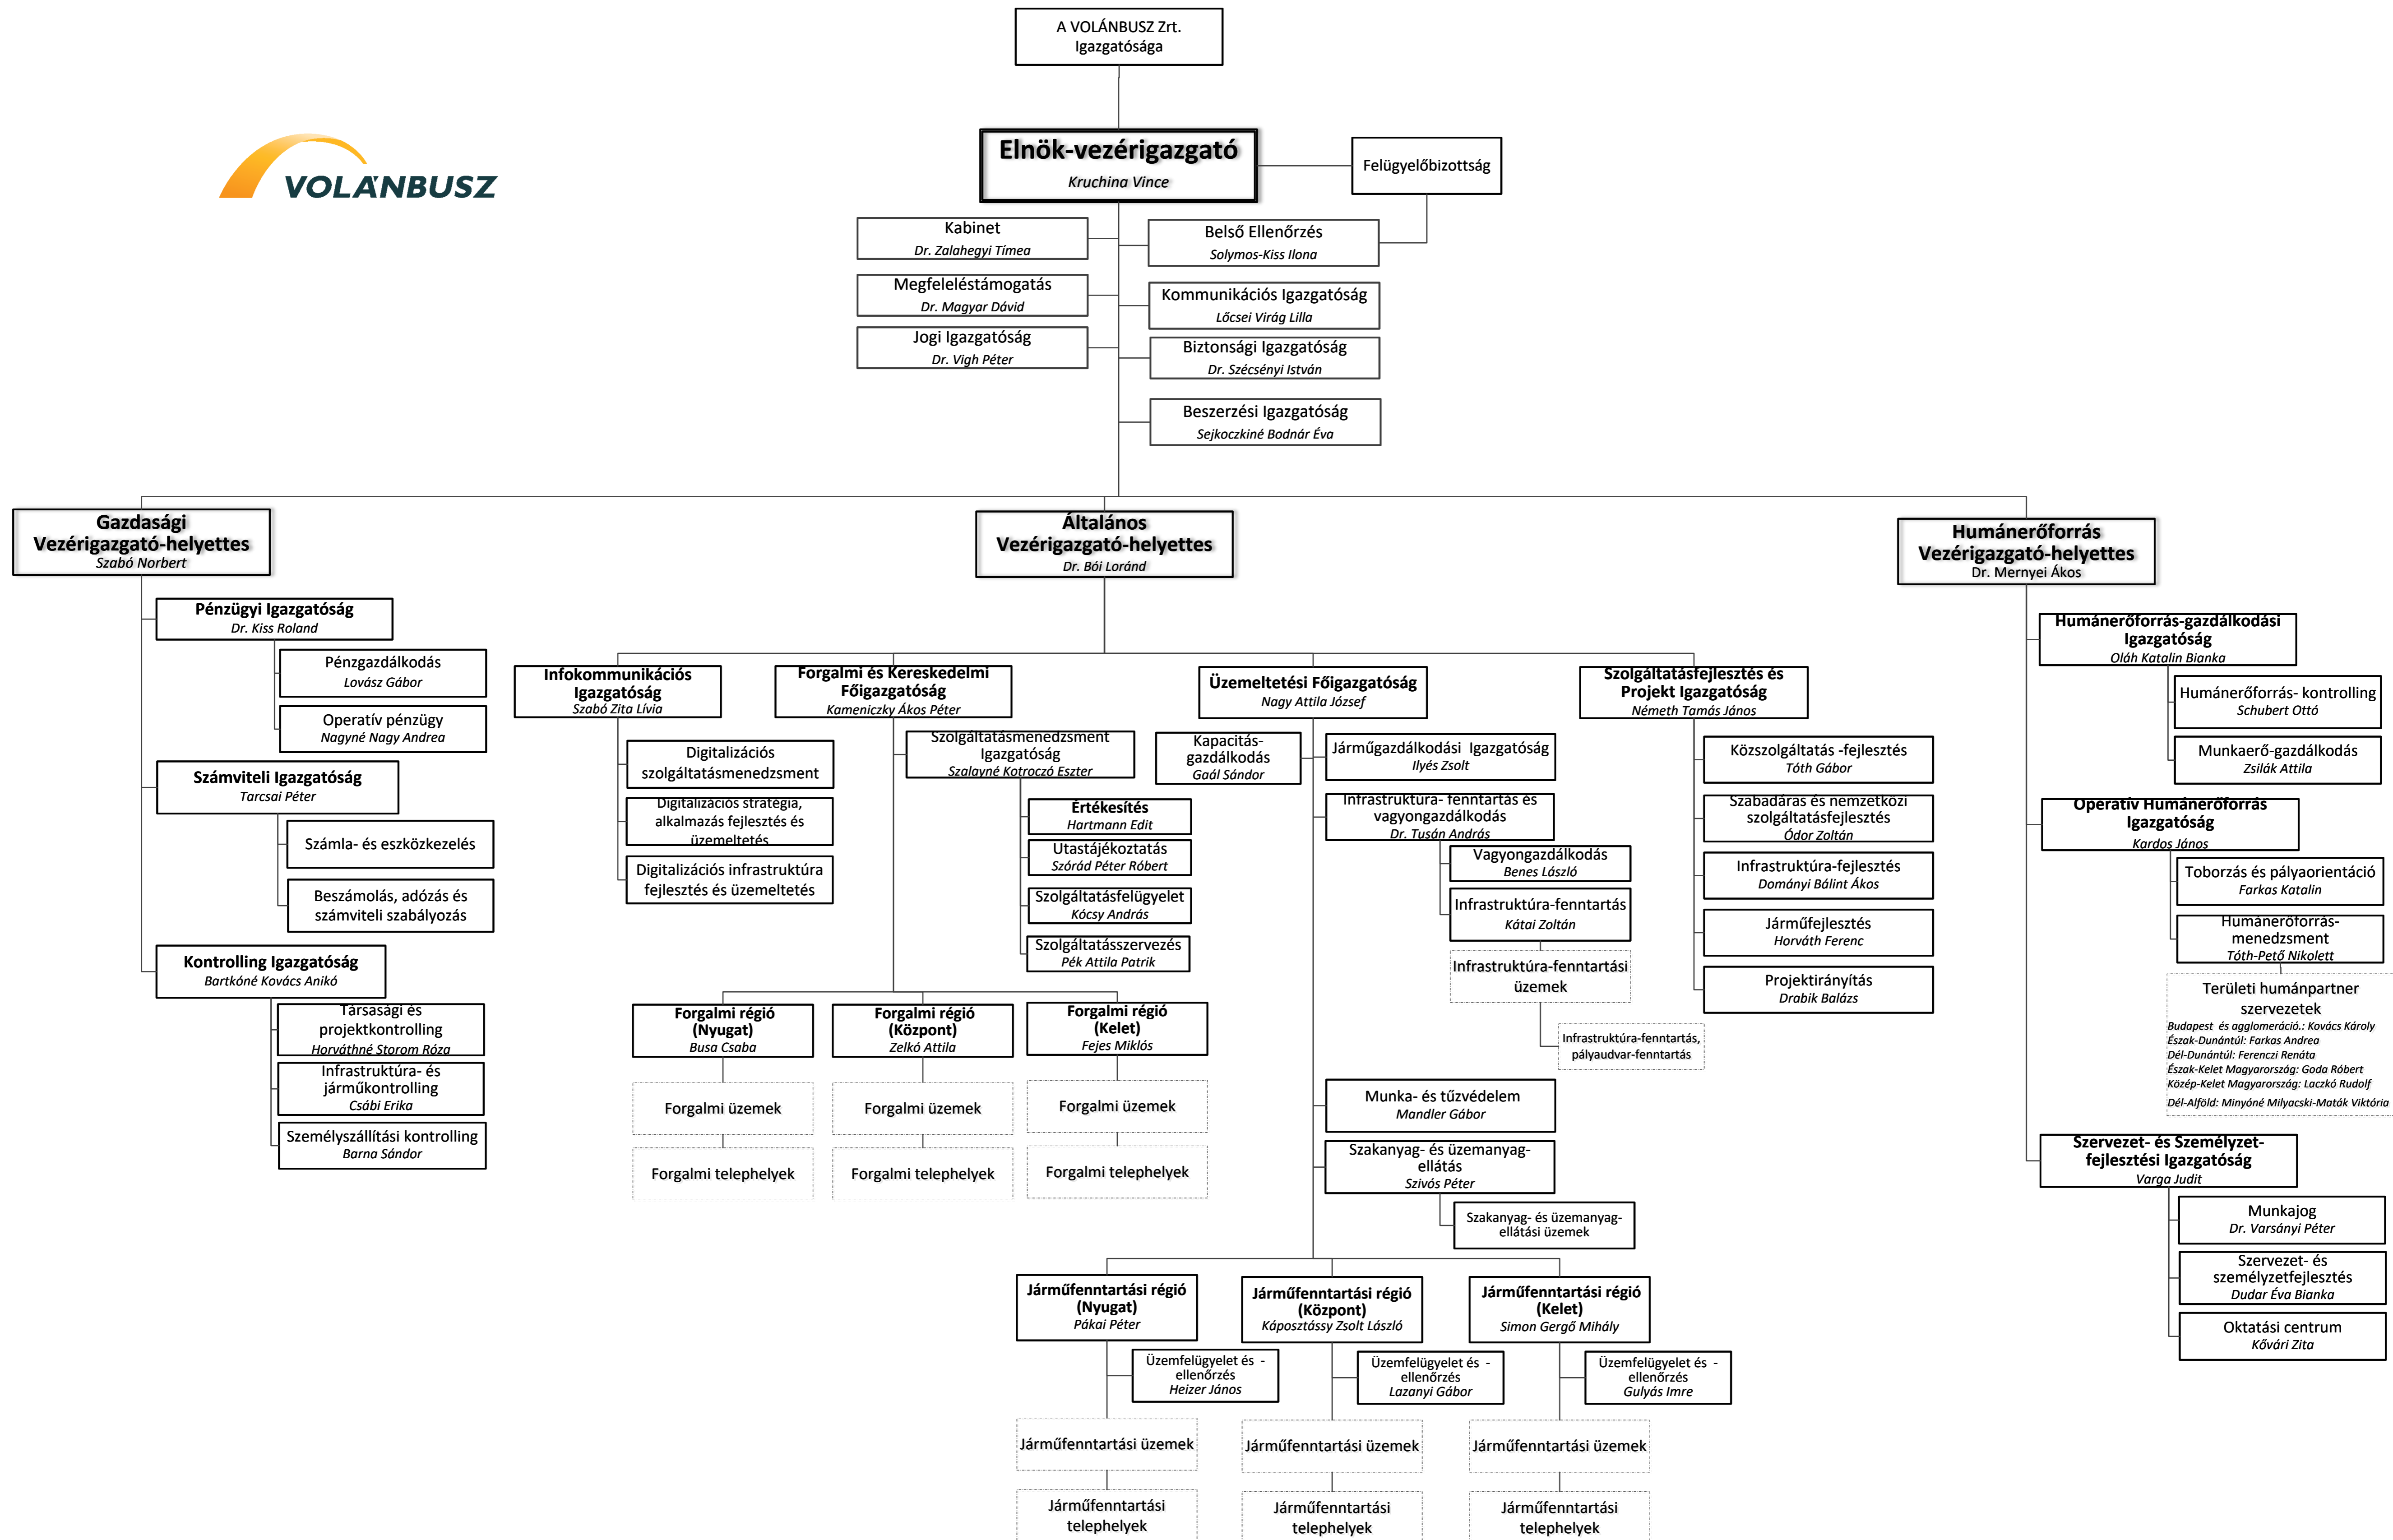 A VOLÁNBUSZ Zrt.
Igazgatósága
VOLÁNBUSZ
Elnök-vezérigazgató
Kruchina Vince
Felügyelőbizottság
Kabinet
Dr. Zalahegyi Tímea
Belső Ellenőrzés
Solymos-Kiss Ilona
Megfeleléstámogatás
Dr. Magyar Dávid
Kommunikációs Igazgatóság
Lőcsei Virág Lilla
Jogi Igazgatóság
Dr. Vigh Péter
Biztonsági Igazgatóság
Dr. Szécsényi István
Beszerzési Igazgatóság
Sejkoczkiné Bodnár Éva
Gazdasági
Vezérigazgató-helyettes
Szabó Norbert
Pénzügyi Igazgatóság
Dr. Kiss Roland
Pénzgazdálkodás
Lovász Gábor
Operatív pénzügy
Nagyné Nagy Andrea
Számviteli Igazgatóság
Tarcsai Péter
Számla- és eszközkezelés
Beszámolás, adózás és
számviteli szabályozás
Kontrolling Igazgatóság
Bartkóné Kovács Anikó
Társasági és
projektkontrolling
Horváthné Storom Róza
Infrastruktúra- és
járműkontrolling
Csábi Erika
Személyszállítási kontrolling
Barna Sándor
Általános
Vezérigazgató-helyettes
Dr. Bói Loránd
Infokommunikációs
Igazgatóság
Szabó Zita Lívia
Digitalizációs
szolgáltatásmenedzsment
Digitalizációs stratégia,
alkalmazás fejlesztés és
üzemeltetés
Digitalizációs infrastruktúra
fejlesztés és üzemeltetés
Forgalmi és Kereskedelmi
Főigazgatóság
Kameniczky Ákos Péter
Szolgáltatásmenedzsment
Igazgatóság
Szalayné Kotroczó Eszter
Értékesítés
Hartmann Edit
Utastájékoztatás
Szórád Péter Róbert
Szolgáltatásfelügyelet
Kócsy András
Szolgáltatásszervezés
Pék Attila Patrik
Forgalmi régió
(Nyugat)
Busa Csaba
Forgalmi üzemek
Forgalmi telephelyek
Forgalmi régió
(Központ)
Zelkó Attila
Forgalmi üzemek
Forgalmi telephelyek
Forgalmi régió
(Kelet)
Fejes Miklós
Forgalmi üzemek
Forgalmi telephelyek
Üzemeltetési Főigazgatóság
Nagy Attila József
Kapacitás-
gazdálkodás
Gaál Sándor
Járműgazdálkodási Igazgatóság
Ilyés Zsolt
Infrastruktúra- fenntartás és
vagyongazdálkodás
Dr. Tusán András
Vagyongazdálkodás
Benes László
Infrastruktúra-fenntartás
Kátai Zoltán
Infrastruktúra-fenntartási
üzemek
Infrastruktúra-fenntartás,
pályaudvar-fenntartás
Munka- és tűzvédelem
Mandler Gábor
Szakanyag- és üzemanyag-
ellátás
Szivós Péter
Szakanyag- és üzemanyag-
ellátási üzemek
Járműfenntartási régió
(Nyugat)
Pákai Péter
Üzemfelügyelet és -
ellenőrzés
Heizer János
Járműfenntartási üzemek
Járműfenntartási
telephelyek
Járműfenntartási régió
(Központ)
Káposztássy Zsolt László
Üzemfelügyelet és -
ellenőrzés
Lazanyi Gábor
Járműfenntartási üzemek
Járműfenntartási
telephelyek
Járműfenntartási régió
(Kelet)
Simon Gergő Mihály
Üzemfelügyelet és -
ellenőrzés
Gulyás Imre
Járműfenntartási üzemek
Járműfenntartási
telephelyek
Szolgáltatásfejlesztés és
Projekt Igazgatóság
Németh Tamás János
Közszolgáltatás -fejlesztés
Tóth Gábor
Szabadáras és nemzetközi
szolgáltatásfejlesztés
Ódor Zoltán
Infrastruktúra-fejlesztés
Dományi Bálint Ákos
Járműfejlesztés
Horváth Ferenc
Projektirányítás
Drabik Balázs
Humánerőforrás
Vezérigazgató-helyettes
Dr. Mernyei Ákos
Humánerőforrás-gazdálkodási
Igazgatóság
Oláh Katalin Bianka
Humánerőforrás- kontrolling
Schubert Ottó
Munkaerő-gazdálkodás
Zsilák Attila
Operatív Humánerőforrás
Igazgatóság
Kardos János
Toborzás és pályaorientáció
Farkas Katalin
Humánerőforrás-
menedzsment
Tóth-Pető Nikolett
Területi humánpartner
szervezetek
Budapest és agglomeráció.: Kovács Károly
Észak-Dunántúl: Farkas Andrea
Dél-Dunántúl: Ferenczi Renáta
Észak-Kelet Magyarország: Goda Róbert
Közép-Kelet Magyarország: Laczkó Rudolf
Dél-Alföld: Minyóné Milyacski-Maták Viktória
Szervezet- és Személyzet-
fejlesztési Igazgatóság
Varga Judit
Munkajog
Dr. Varsányi Péter
Szervezet- és
személyzetfejlesztés
Dudar Éva Bianka
Oktatási centrum
Kővári Zita